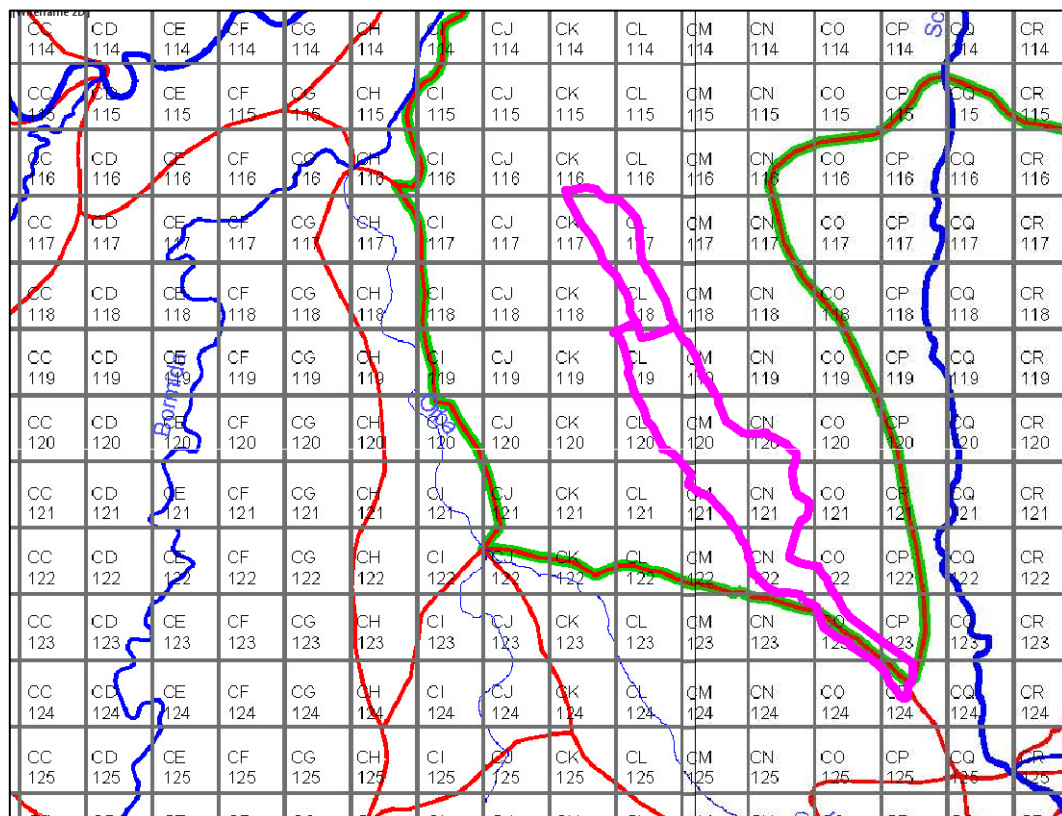 [Wireframe 2D]
CC CD CE CF CG CH CI CJ CK CL CM CN CO CP CQ CR
114 114 114 114 114 114 114 114 114 114 114 114 114 114 114 114
Sc
CC CD CE CF CG CH CI CJ CK CL CM CN CO CP CQ CR
115 115 115 115 115 115 115 115 115 115 115 115 115 115 115 115
CC CD CE CF CG CH CI CJ CK CL CM CN CO CP CQ CR
116 116 116 116 116 116 116 116 116 116 116 116 116 116 116 116
CC CD CE CF CG CH CI CJ CK CL CM CN CO CP CQ CR
117 117 117 117 117 117 117 117 117 117 117 117 117 117 117 117
CC CD CE CF CG CH CI CJ CK CL CM CN CO CP CQ CR
118 118 118 118 118 118 118 118 118 118 118 118 118 118 118 118
CC CD CE CF CG CH CI CJ CK CL CM CN CO CP CQ CR
119 119 119 119 119 119 119 119 119 119 119 119 119 119 119 119
Bormida
CC CD CE CF CG CH CI CJ CK CL CM CN CO CP CQ CR
120 120 120 120 120 120 120 120 120 120 120 120 120 120 120 120
CC CD CE CF CG CH CI CJ CK CL CM CN CO CP CQ CR
121 121 121 121 121 121 121 121 121 121 121 121 121 121 121 121
CC CD CE CF CG CH CI CJ CK CL CM CN CO CP CQ CR
122 122 122 122 122 122 122 122 122 122 122 122 122 122 122 122
CC CD CE CF CG CH CI CJ CK CL CM CN CO CP CQ CR
123 123 123 123 123 123 123 123 123 123 123 123 123 123 123 123
CC CD CE CF CG CH CI CJ CK CL CM CN CO CP CQ CR
124 124 124 124 124 124 124 124 124 124 124 124 124 124 124 124
CC CD CE CF CG CH CI CJ CK CL CM CN CO CP CQ CR
125 125 125 125 125 125 125 125 125 125 125 125 125 125 125 125